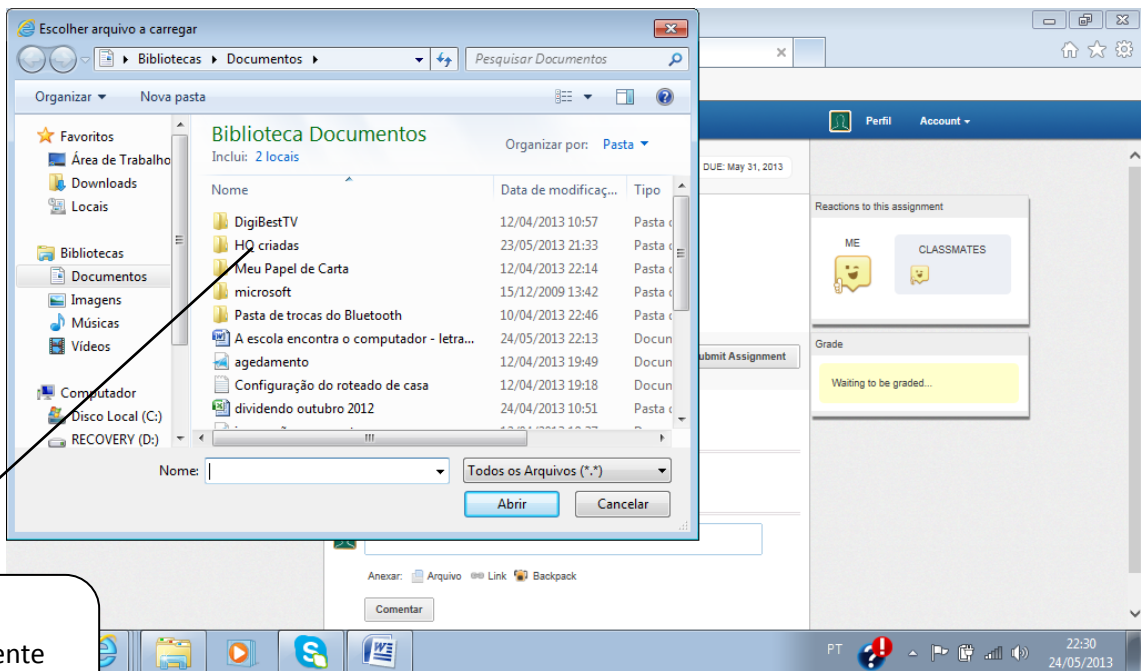 Escolher arquivo a carregar
Bibliotecas ▸ Documentos ▸
Pesquisar Documentos
Organizar
Nova pasta
Favoritos
Área de Trabalho
Downloads
Locais
Bibliotecas
Documentos
Imagens
Músicas
Vídeos
Computador
Disco Local (C:)
RECOVERY (D:)
Biblioteca Documentos
Inclui: 2 locais
Organizar por: Pasta
Nome Data de modificaç... Tipo
DigiBestTV 12/04/2013 10:57 Pasta
HQ criadas 23/05/2013 21:33 Pasta
Meu Papel de Carta 12/04/2013 22:14 Pasta
microsoft 15/12/2009 13:42 Pasta
Pasta de trocas do Bluetooth 10/04/2013 22:46 Pasta
A escola encontra o computador - letra... 24/05/2013 22:13 Docun
agedamento 12/04/2013 19:49 Docun
Configuração do roteado de casa 12/04/2013 19:18 Docun
dividendo outubro 2012 24/04/2013 10:51 Pasta
Nome:
Todos os Arquivos (*.*)
Abrir
Cancelar
Perfil
Account
DUE: May 31, 2013
Reactions to this assignment
ME
CLASSMATES
ubmit Assignment
Grade
Waiting to be graded...
Anexar: Arquivo Link Backpack
Comentar
ente
PT
22:30
24/05/2013